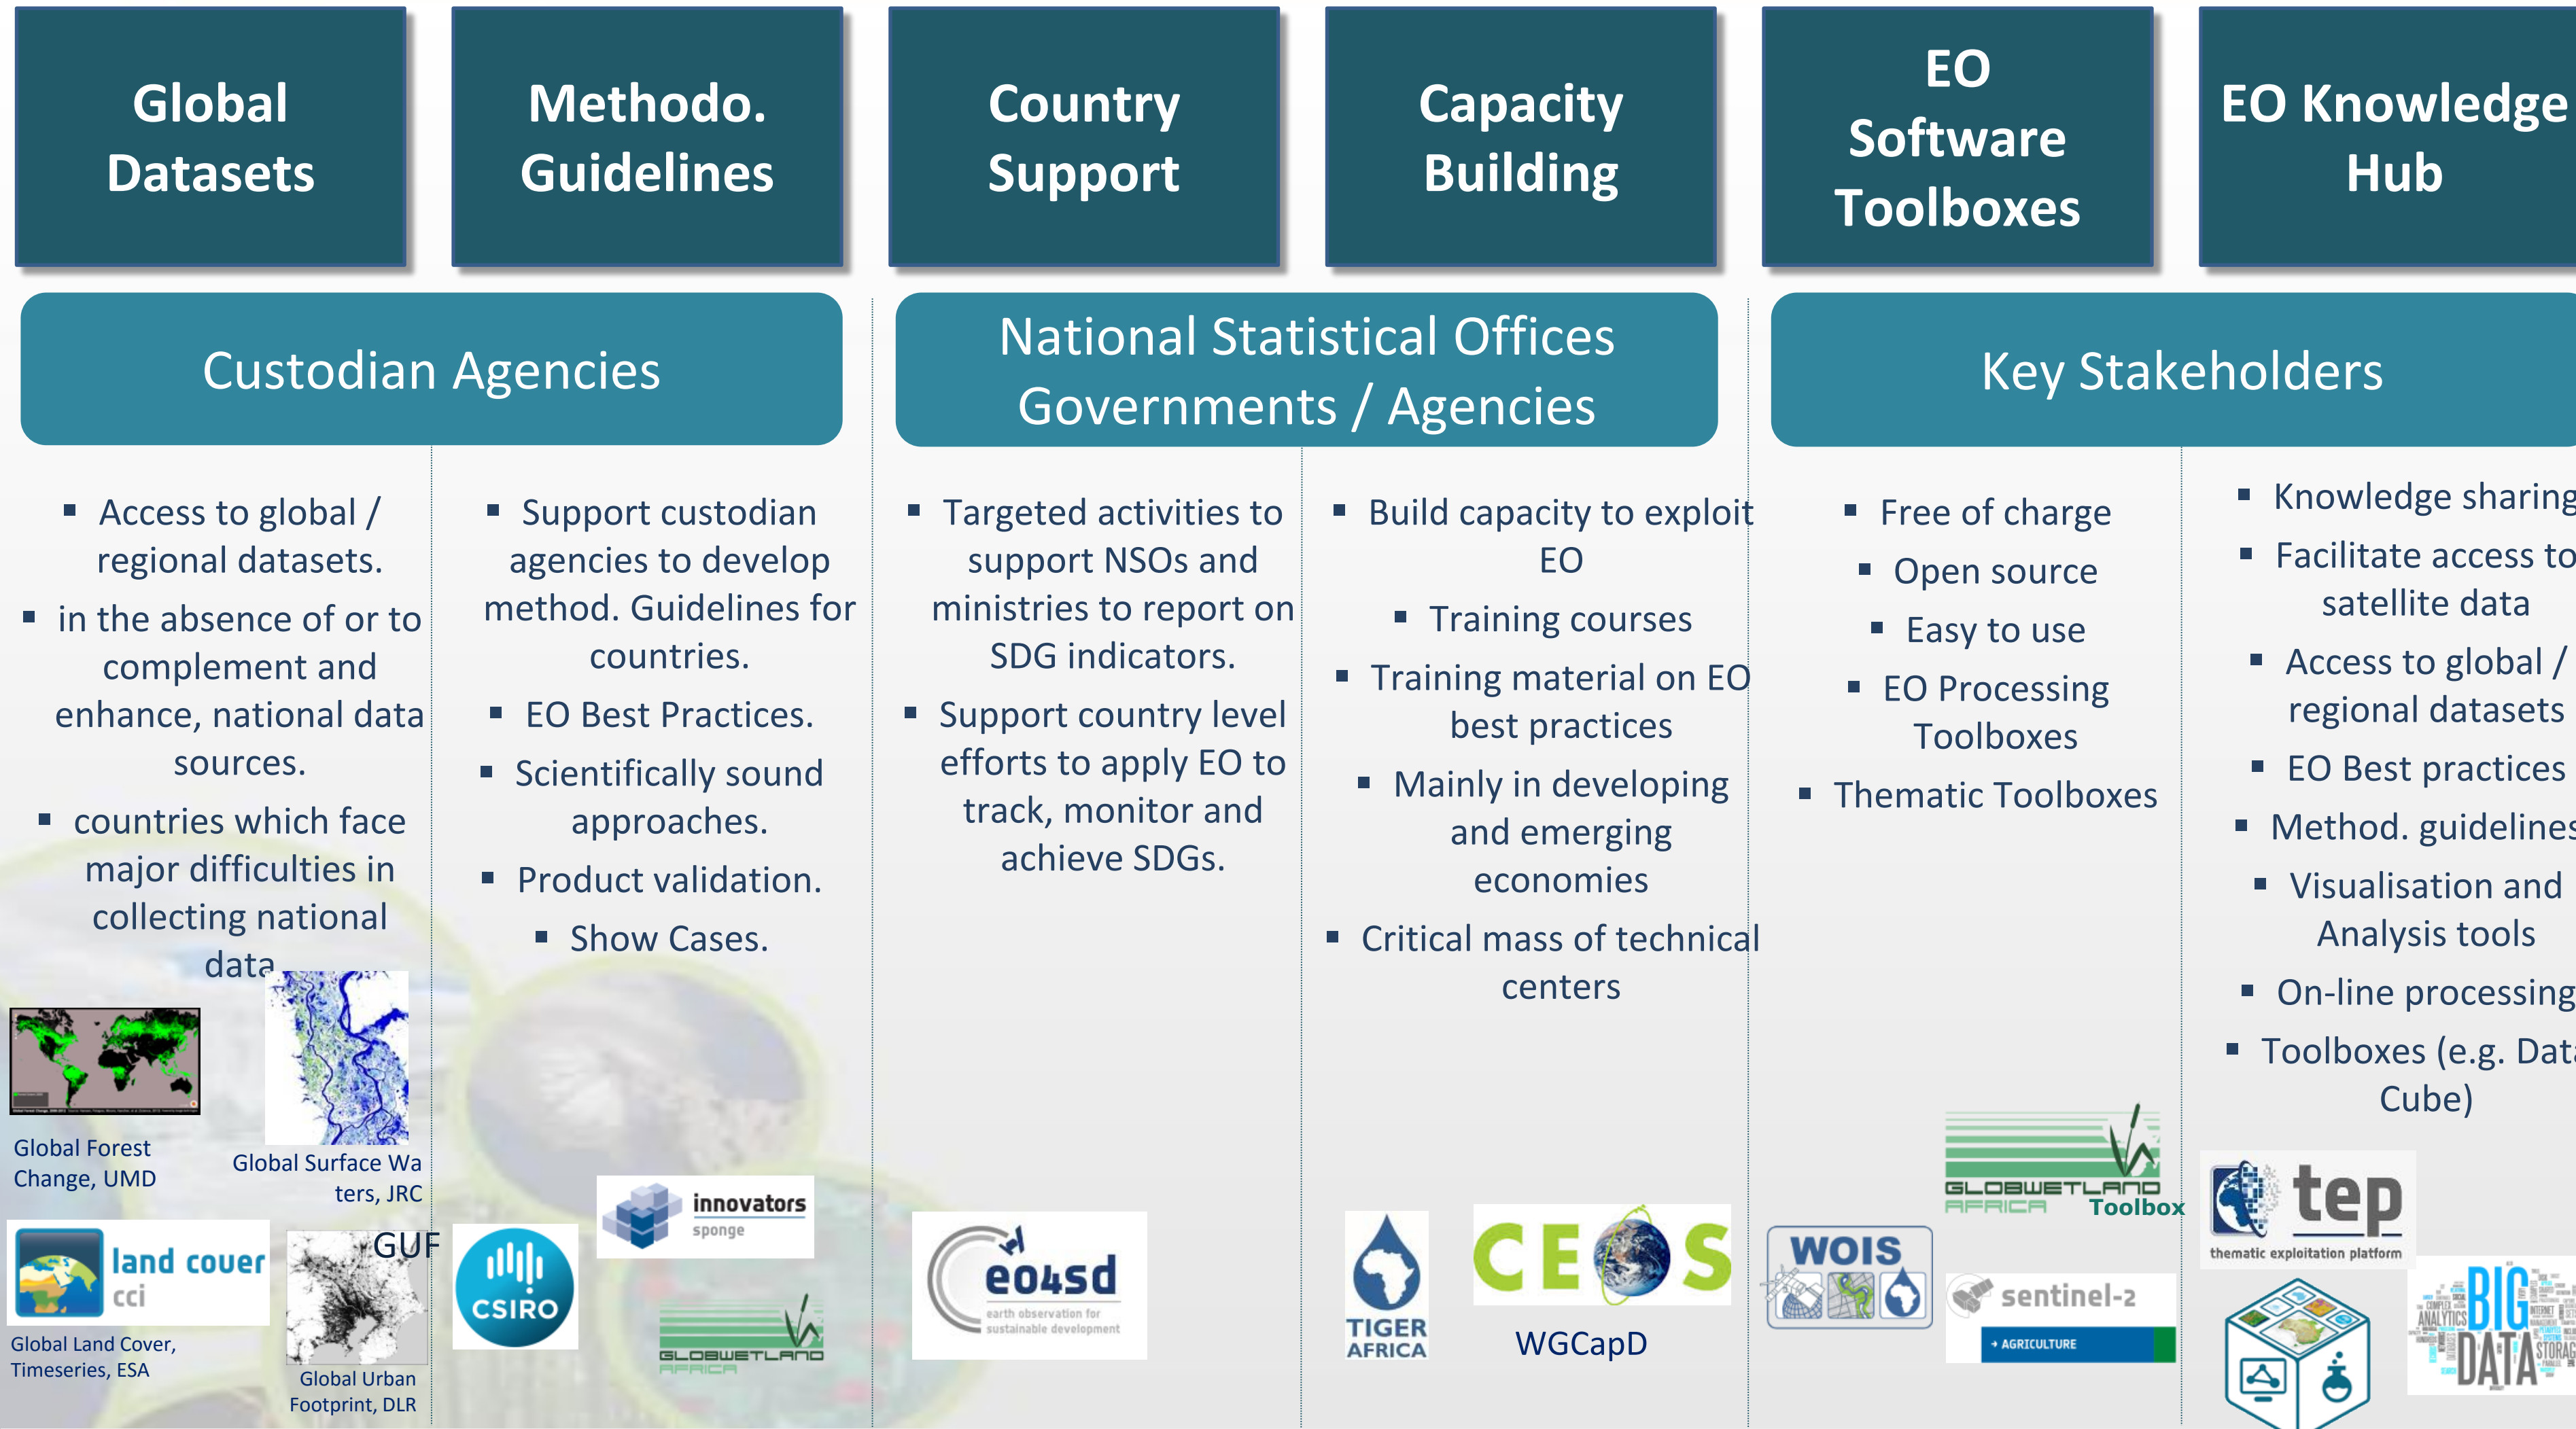 Global
Datasets
Methodo.
Guidelines
Country
Support
Capacity
Building
EO
Software
Toolboxes
EO Knowledge
Hub
Custodian Agencies
National Statistical Offices
Governments / Agencies
Key Stakeholders
▪ Access to global /
regional datasets.
▪ in the absence of or to
complement and
enhance, national data
sources.
▪ countries which face
major difficulties in
collecting national
data
Global Forest
Change, UMD
Global Surface Wa
ters, JRC
land cover
cci
Global Land Cover,
Timeseries, ESA
GUF
Global Urban
Footprint, DLR
▪ Support custodian
agencies to develop
method. Guidelines for
countries.
▪ EO Best Practices.
▪ Scientifically sound
approaches.
▪ Product validation.
▪ Show Cases.
innovators
sponge
CSIRO
GLOBWETLAND
AFRICA
▪ Targeted activities to
support NSOs and
ministries to report on
SDG indicators.
▪ Support country level
efforts to apply EO to
track, monitor and
achieve SDGs.
eo4sd
earth observation for
sustainable development
▪ Build capacity to exploit
EO
▪ Training courses
▪ Training material on EO
best practices
▪ Mainly in developing
and emerging
economies
▪ Critical mass of technical
centers
TIGER
AFRICA
CEOS
WGCapD
▪ Free of charge
▪ Open source
▪ Easy to use
▪ EO Processing
Toolboxes
▪ Thematic Toolboxes
GLOBWETLAND
AFRICA Toolbox
WOIS
sentinel-2
→ AGRICULTURE
▪ Knowledge sharing
▪ Facilitate access to
satellite data
▪ Access to global /
regional datasets
▪ EO Best practices
▪ Method. guidelines
▪ Visualisation and
Analysis tools
▪ On-line processing
▪ Toolboxes (e.g. Data
Cube)
tep
thematic exploitation platform
COMPLEX
ANALYTICS
BIG
INTERNET
DATA
STORAG